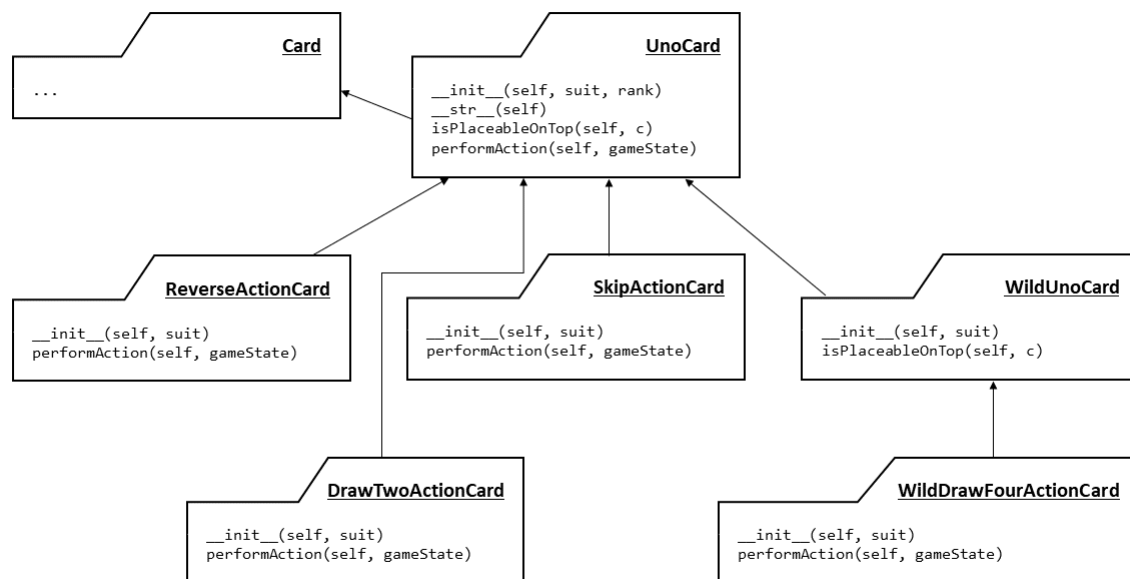 Card
...
UnoCard
__init__(self, suit, rank)
__str__(self)
isPlaceableOnTop(self, c)
performAction(self, gameState)
ReverseActionCard
__init__(self, suit)
performAction(self, gameState)
SkipActionCard
__init__(self, suit)
performAction(self, gameState)
WildUnoCard
__init__(self, suit)
isPlaceableOnTop(self, c)
DrawTwoActionCard
__init__(self, suit)
performAction(self, gameState)
WildDrawFourActionCard
__init__(self, suit)
performAction(self, gameState)